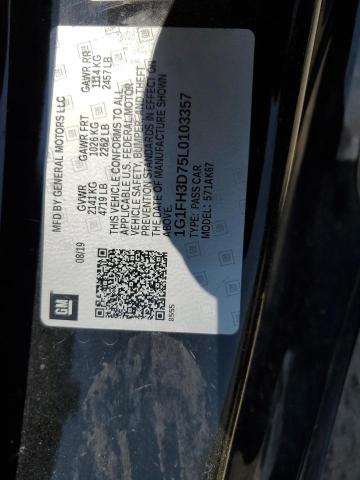 MFD BY GENERAL MOTORS LLC
08/19
GVWR GAWR FRT GAWR RR
2141 KG 1026 KG 1114 KG
4719 LB 2262 LB 2457 LB
THIS VEHICLE CONFORMS TO ALL
APPLICABLE U.S. FEDERAL MOTOR
VEHICLE SAFETY, BUMPER, AND THEFT
PREVENTION STANDARDS IN EFFECT ON
THE DATE OF MANUFACTURE SHOWN
ABOVE.
1G1FH3D75L0103357
TYPE: PASS CAR
MODEL: 571AK67
GM
8555